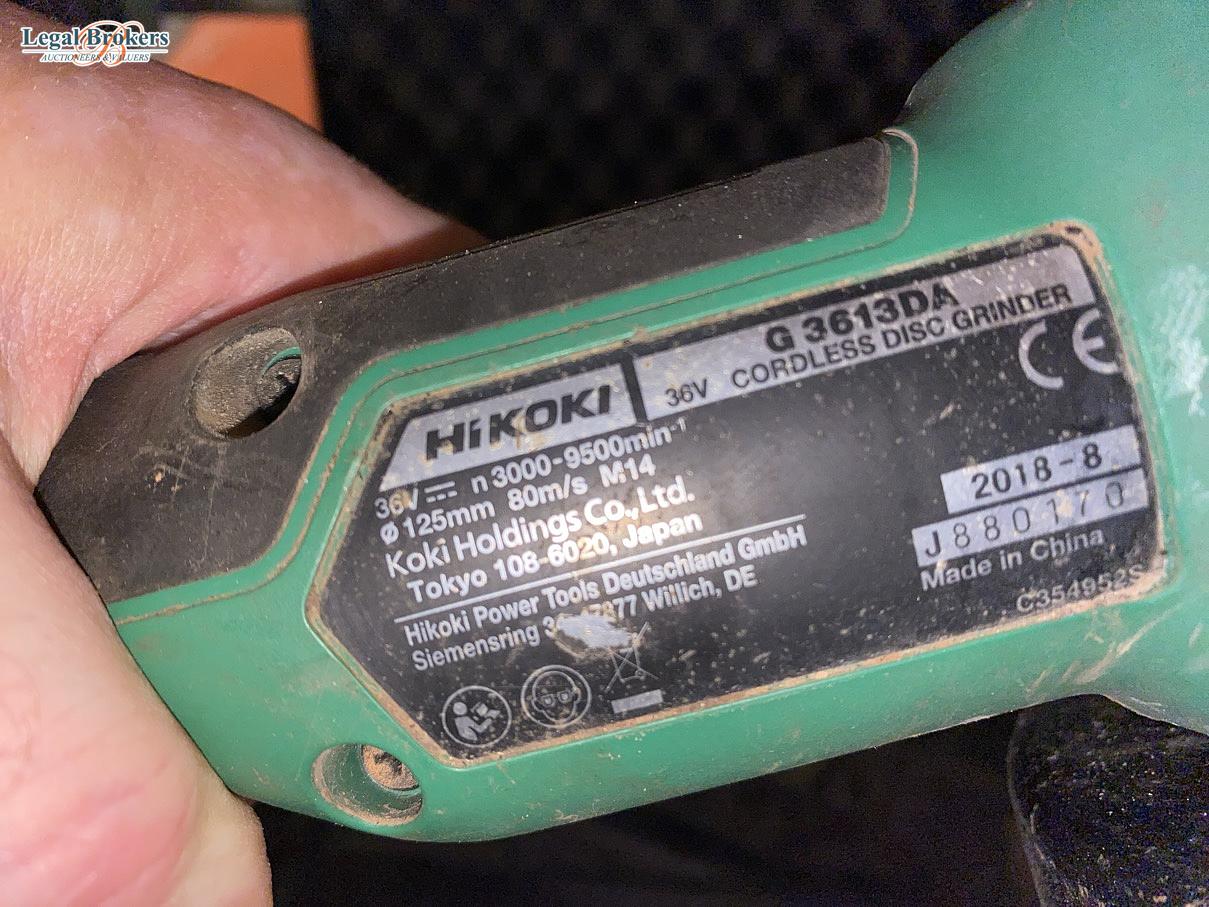 Legal Brokers
AUCTIONEERS & VALUERS
HiKOKI
G 3613DA
36V CORDLESS DISC GRINDER
CE
36V n 3000-9500min⁻¹
Ø 125mm 80m/s M14
Koki Holdings Co., Ltd.
Tokyo 108-6020, Japan
Hikoki Power Tools Deutschland GmbH
Siemensring Willich, DE
2018-8
J880170
Made in China
C354952S